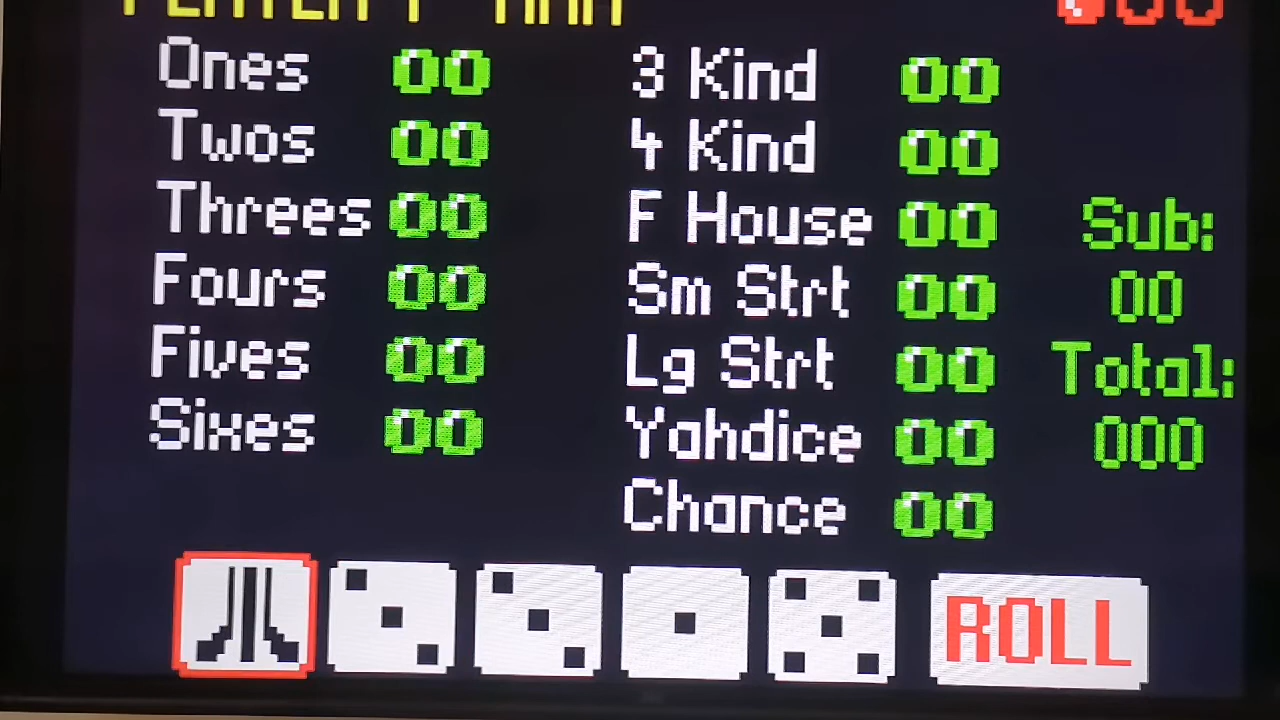 Ones 00
Twos 00
Threes 00
Fours 00
Fives 00
Sixes 00
3 Kind 00
4 Kind 00
F House 00
Sm Strt 00
Lg Strt 00
Yahdice 00
Chance 00
Sub:
00
Total:
000
ROLL